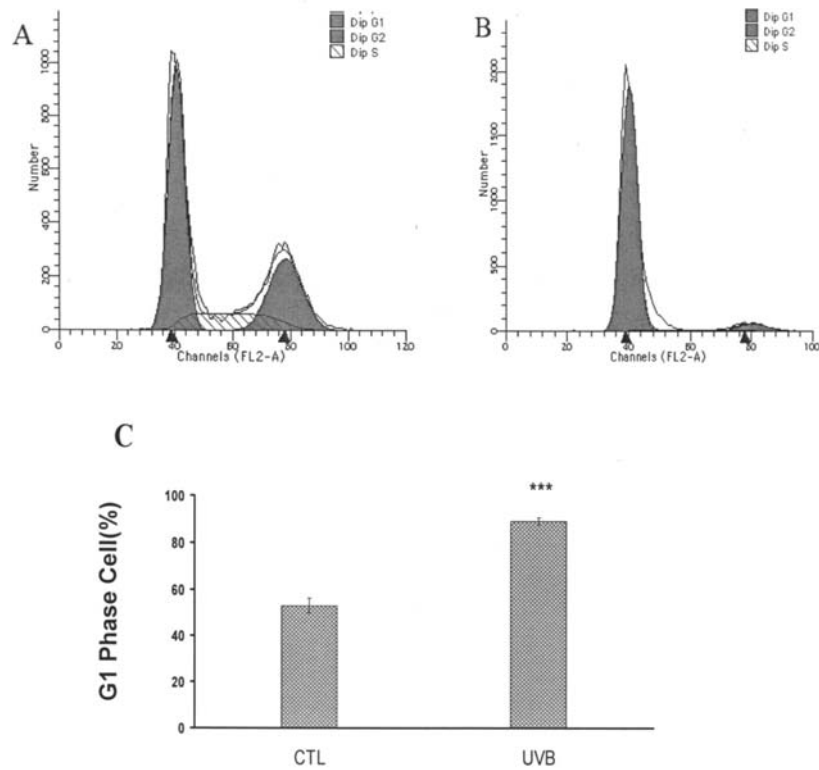 A
Dip G1
Dip G2
Dip S
Number
1000
800
600
400
200
0
0
20
40
60
80
100
120
Channels (FL2-A)
B
Dip G1
Dip G2
Dip S
Number
2000
1500
1000
500
0
0
20
40
60
80
100
Channels (FL2-A)
C
G1 Phase Cell(%)
100
80
60
40
20
0
***
CTL
UVB